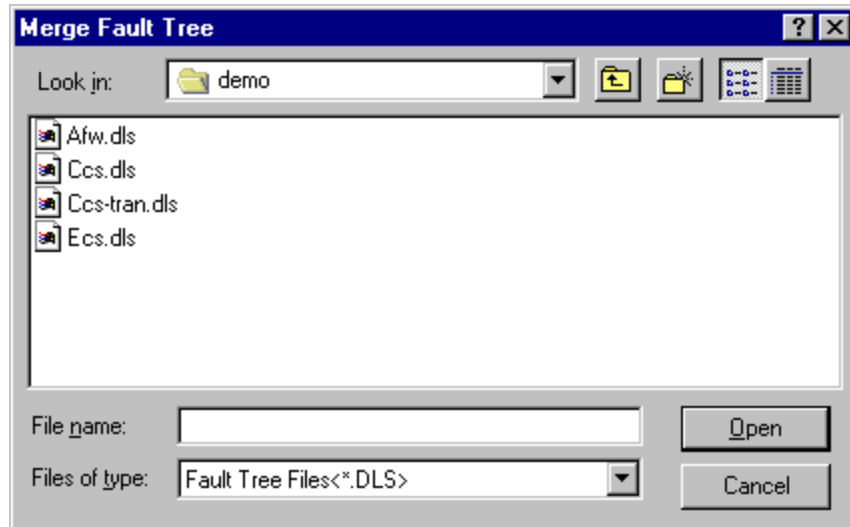 Merge Fault Tree
Look in: demo
Afw.dls
Ccs.dls
Ccs-tran.dls
Ecs.dls
File name: Open
Files of type: Fault Tree Files<*.DLS> Cancel